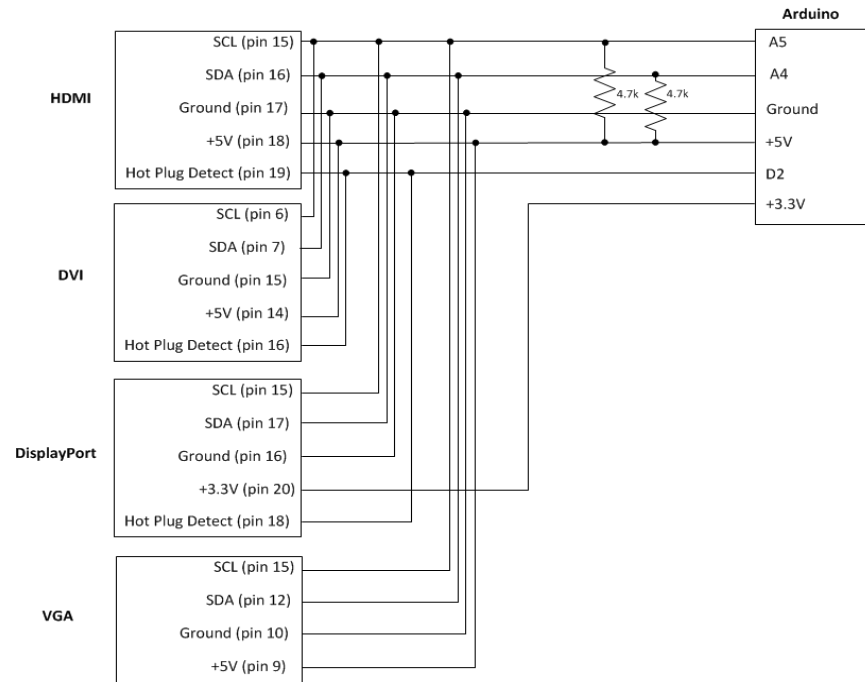 Arduino
HDMI
SCL (pin 15)
SDA (pin 16)
Ground (pin 17)
+5V (pin 18)
Hot Plug Detect (pin 19)
4.7k
4.7k
A5
A4
Ground
+5V
D2
+3.3V
DVI
SCL (pin 6)
SDA (pin 7)
Ground (pin 15)
+5V (pin 14)
Hot Plug Detect (pin 16)
DisplayPort
SCL (pin 15)
SDA (pin 17)
Ground (pin 16)
+3.3V (pin 20)
Hot Plug Detect (pin 18)
VGA
SCL (pin 15)
SDA (pin 12)
Ground (pin 10)
+5V (pin 9)